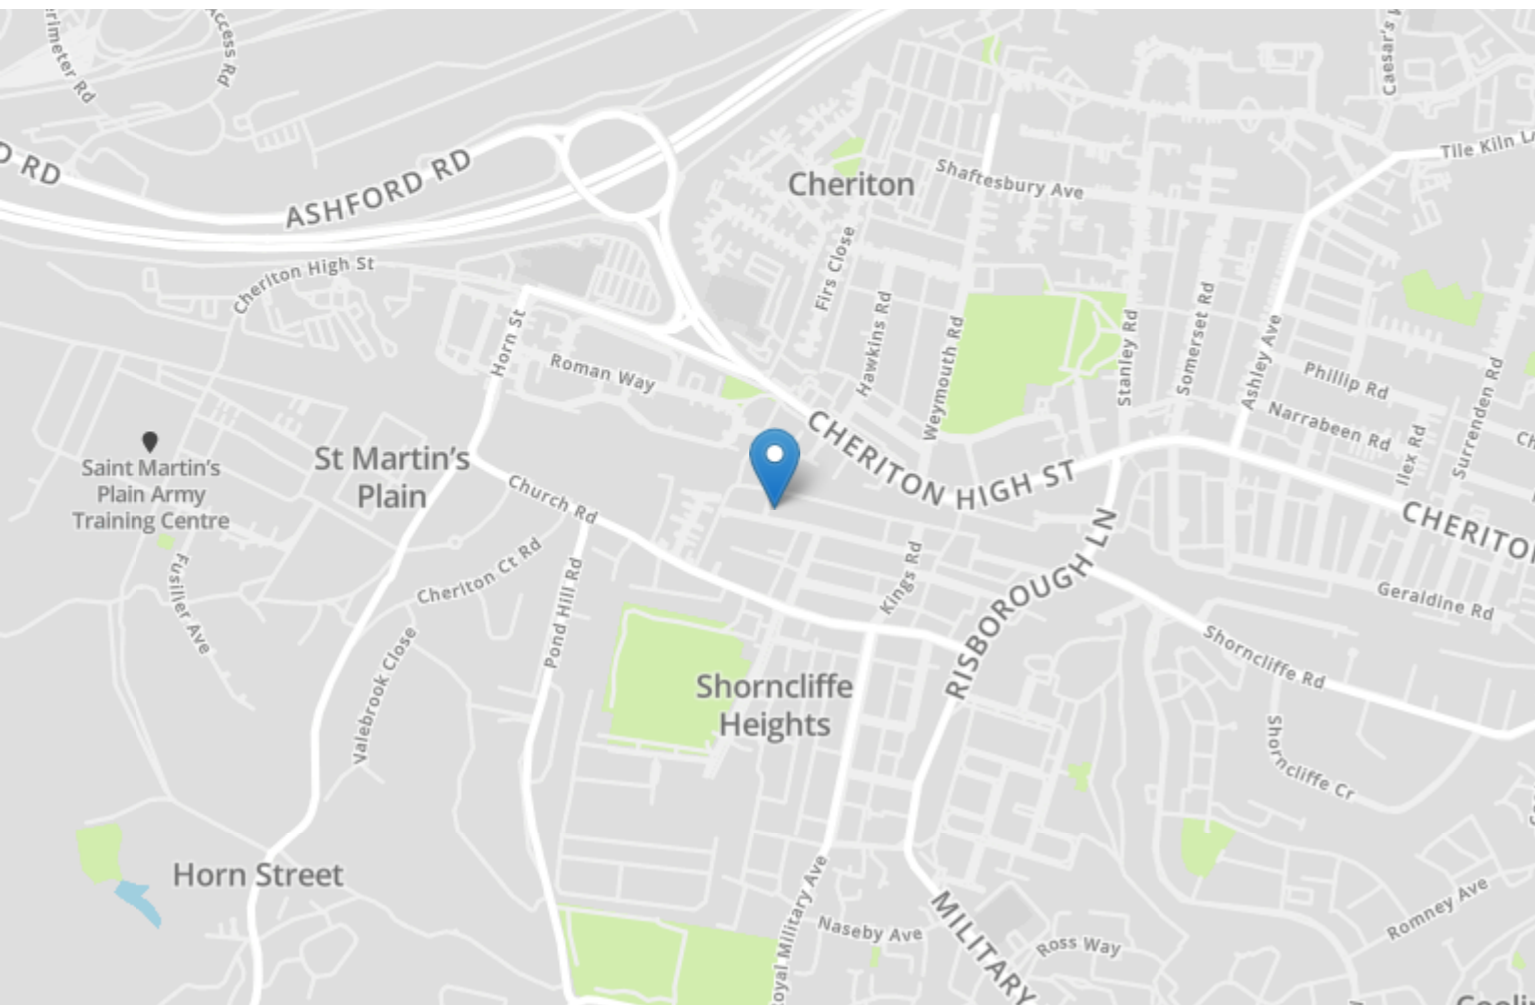 Access Rd
Caesar's
Tile Kiln
D RD
ASHFORD RD
Cheriton
Shaftesbury Ave
Cheriton High St
Firs Close
Hawkins Rd
Horn St
Roman Way
Weymouth Rd
Stanley Rd
Somerset Rd
Ashley Ave
Phillip Rd
Narrabeen Rd
Ilex Rd
Surrenden Rd
CHERITON HIGH ST
St Martin's
Plain
Saint Martin's
Plain Army
Training Centre
Church Rd
Cheriton Ct Rd
Fusilier Ave
Pond Hill Rd
Kings Rd
RISBOROUGH LN
CHERITON
Geraldine Rd
Valebrook Close
Shorncliffe Rd
Shorncliffe
Heights
Shorncliffe Cr
Horn Street
Royal Military Ave
Naseby Ave
MILITARY
Ross Way
Romney Ave